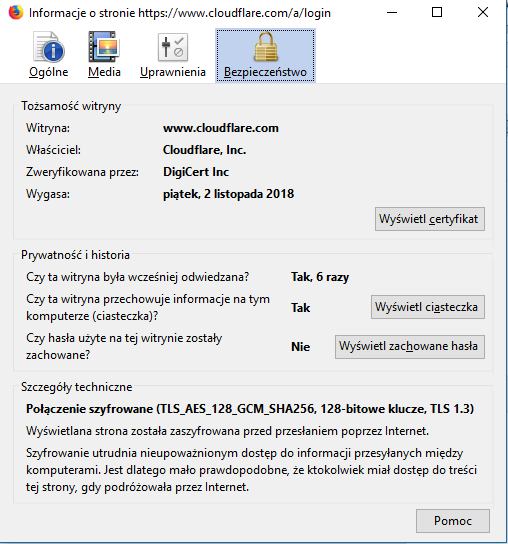 Informacje o stronie https://www.cloudflare.com/a/login
Ogólne Media Uprawnienia Bezpieczeństwo
Tożsamość witryny
Witryna: www.cloudflare.com
Właściciel: Cloudflare, Inc.
Zweryfikowana przez: DigiCert Inc
Wygasa: piątek, 2 listopada 2018
Wyświetl certyfikat
Prywatność i historia
Czy ta witryna była wcześniej odwiedzana? Tak, 6 razy
Czy ta witryna przechowuje informacje na tym
komputerze (ciasteczka)? Tak Wyświetl ciasteczka
Czy hasła użyte na tej witrynie zostały
zachowane? Nie Wyświetl zachowane hasła
Szczegóły techniczne
Połączenie szyfrowane (TLS_AES_128_GCM_SHA256, 128-bitowe klucze, TLS 1.3)
Wyświetlana strona została zaszyfrowana przed przesłaniem poprzez Internet.
Szyfrowanie utrudnia nieupoważnionym dostęp do informacji przesyłanych między
komputerami. Jest dlatego mało prawdopodobne, że ktokolwiek miał dostęp do treści
tej strony, gdy podróżowała przez Internet.
Pomoc